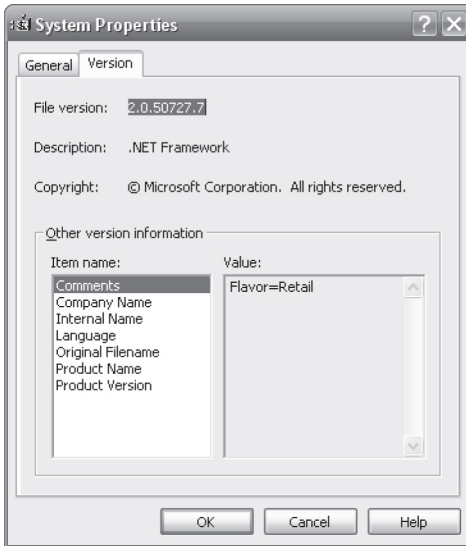 System Properties
General Version
File version: 2.0.50727.7
Description: .NET Framework
Copyright: © Microsoft Corporation. All rights reserved.
Other version information
Item name: Value:
Comments Flavor=Retail
Company Name
Internal Name
Language
Original Filename
Product Name
Product Version
OK Cancel Help